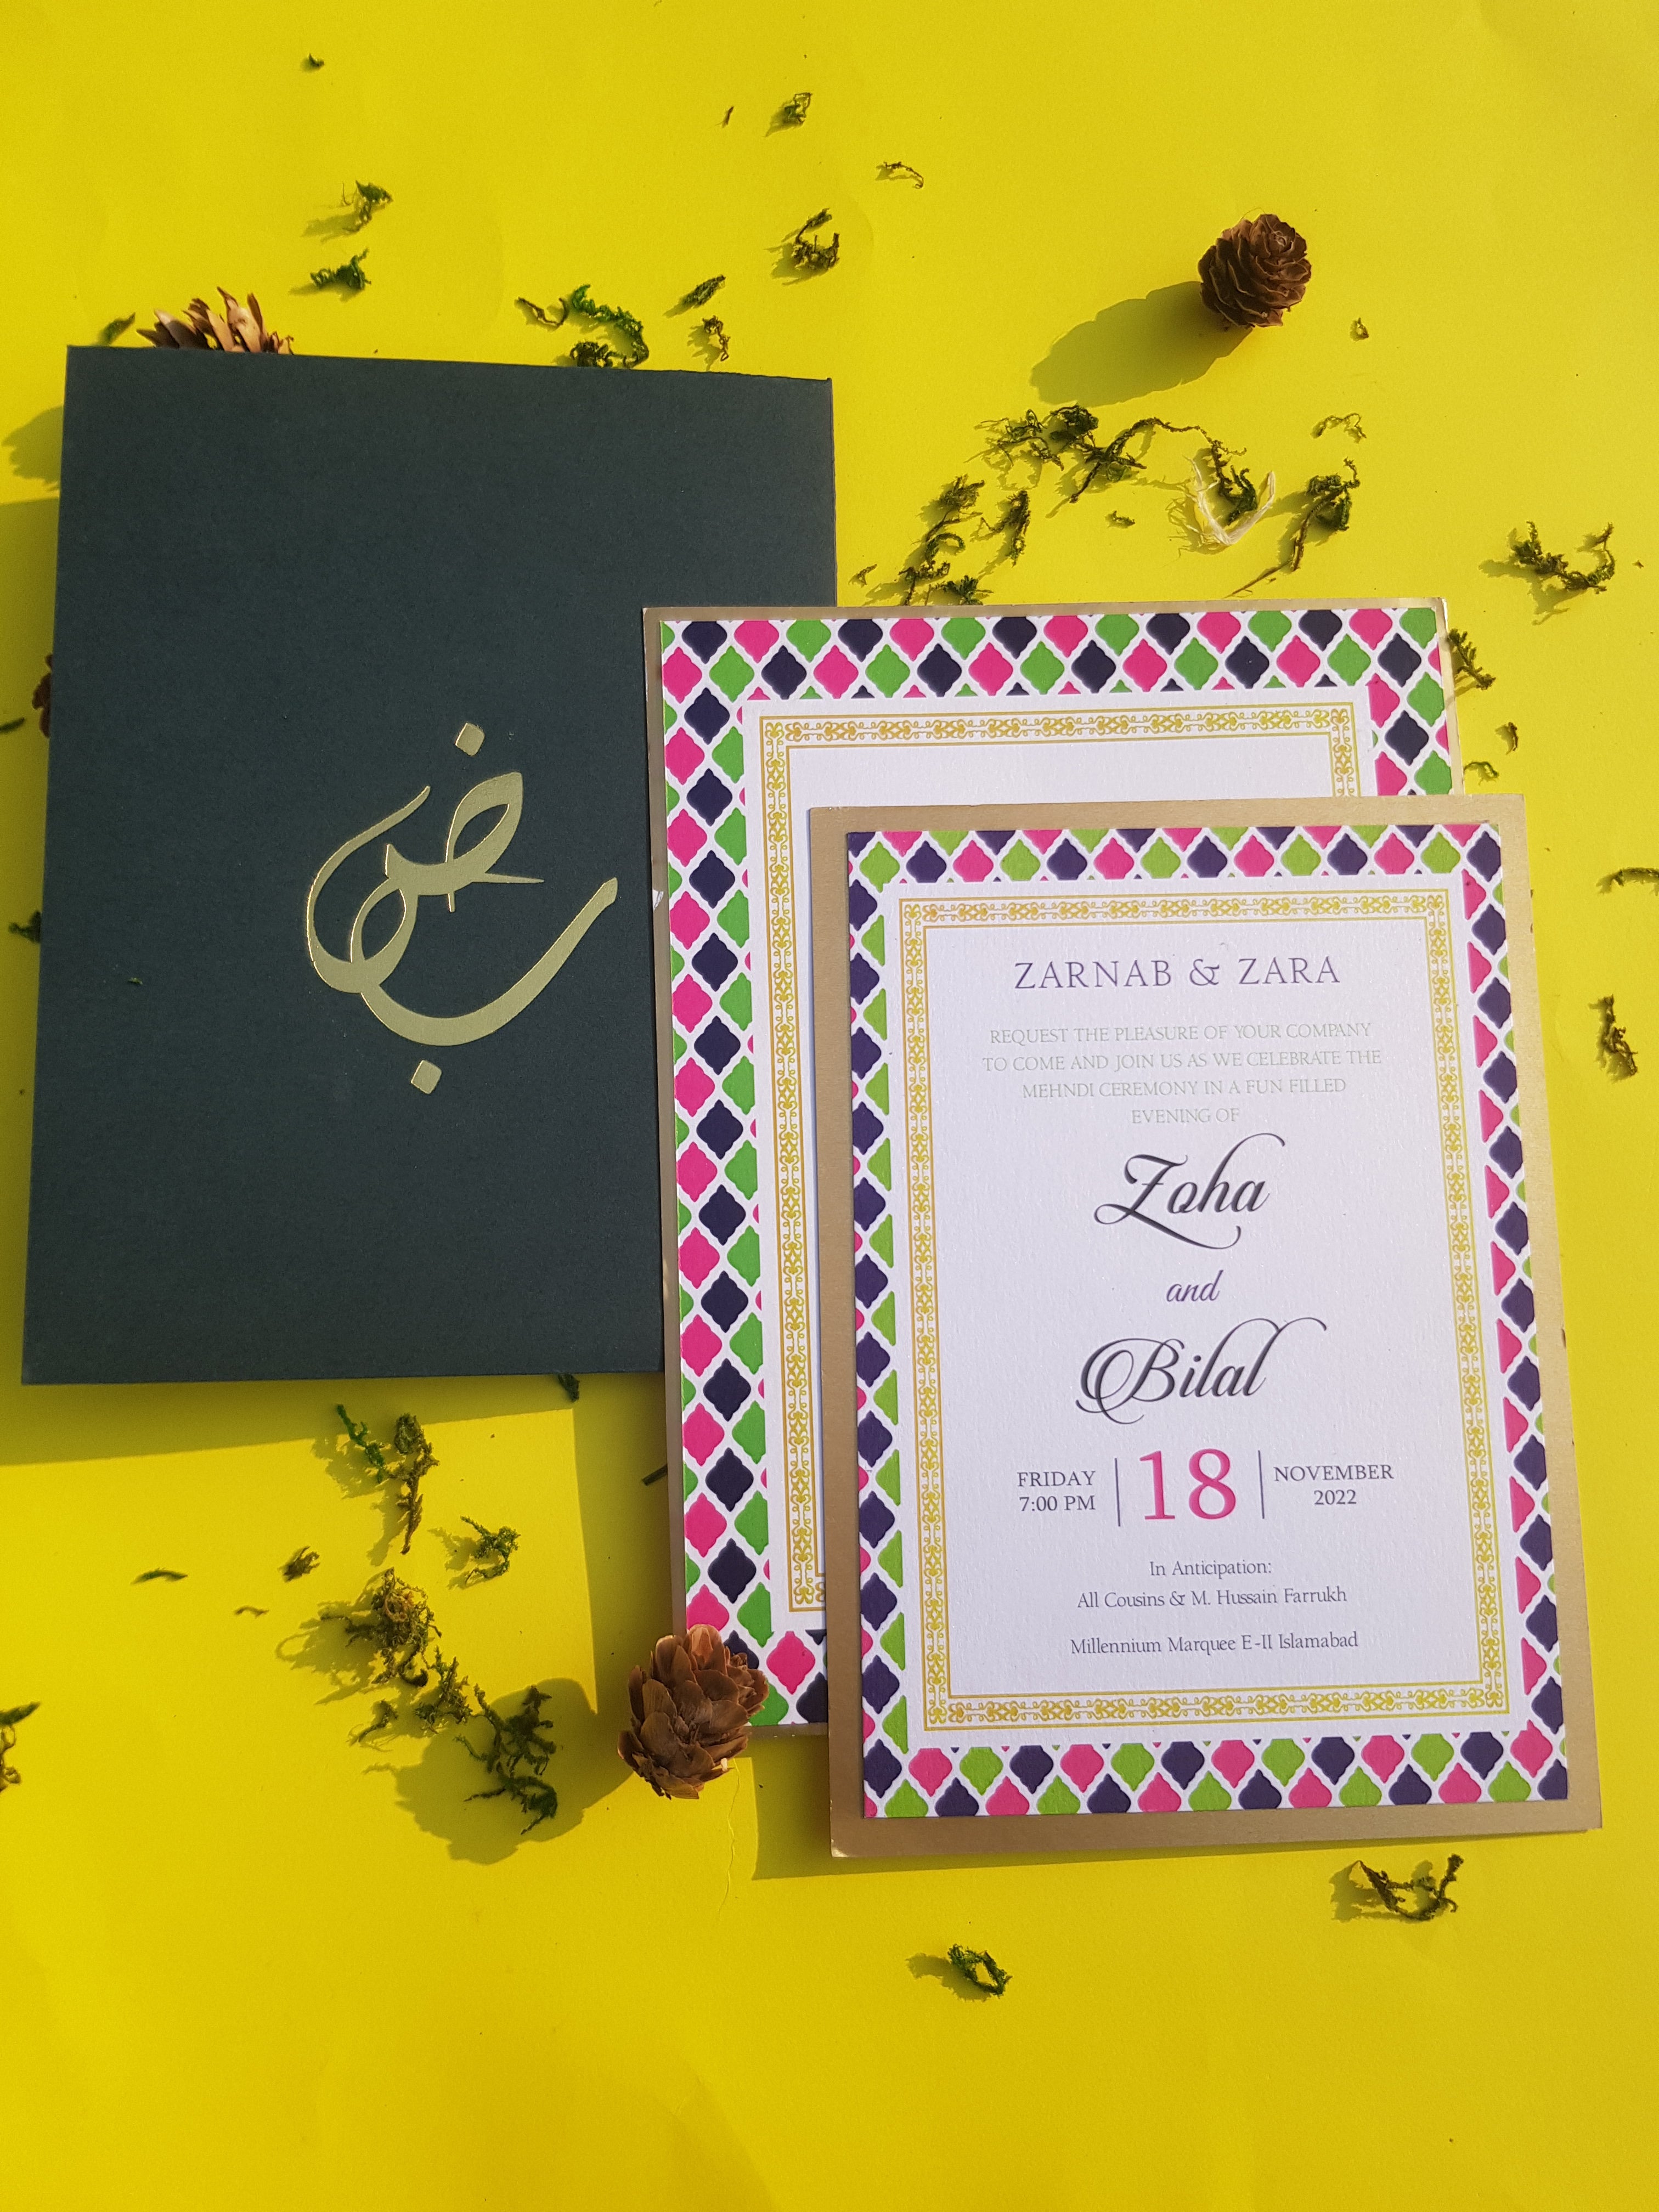 ض
ب
ZARNAB & ZARA
REQUEST THE PLEASURE OF YOUR COMPANY
TO COME AND JOIN US AS WE CELEBRATE THE
MEHNDI CEREMONY IN A FUN FILLED
EVENING OF
Zoha
and
Bilal
FRIDAY
7:00 PM
18
NOVEMBER
2022
In Anticipation:
All Cousins & M. Hussain Farrukh
Millennium Marquee E-II Islamabad